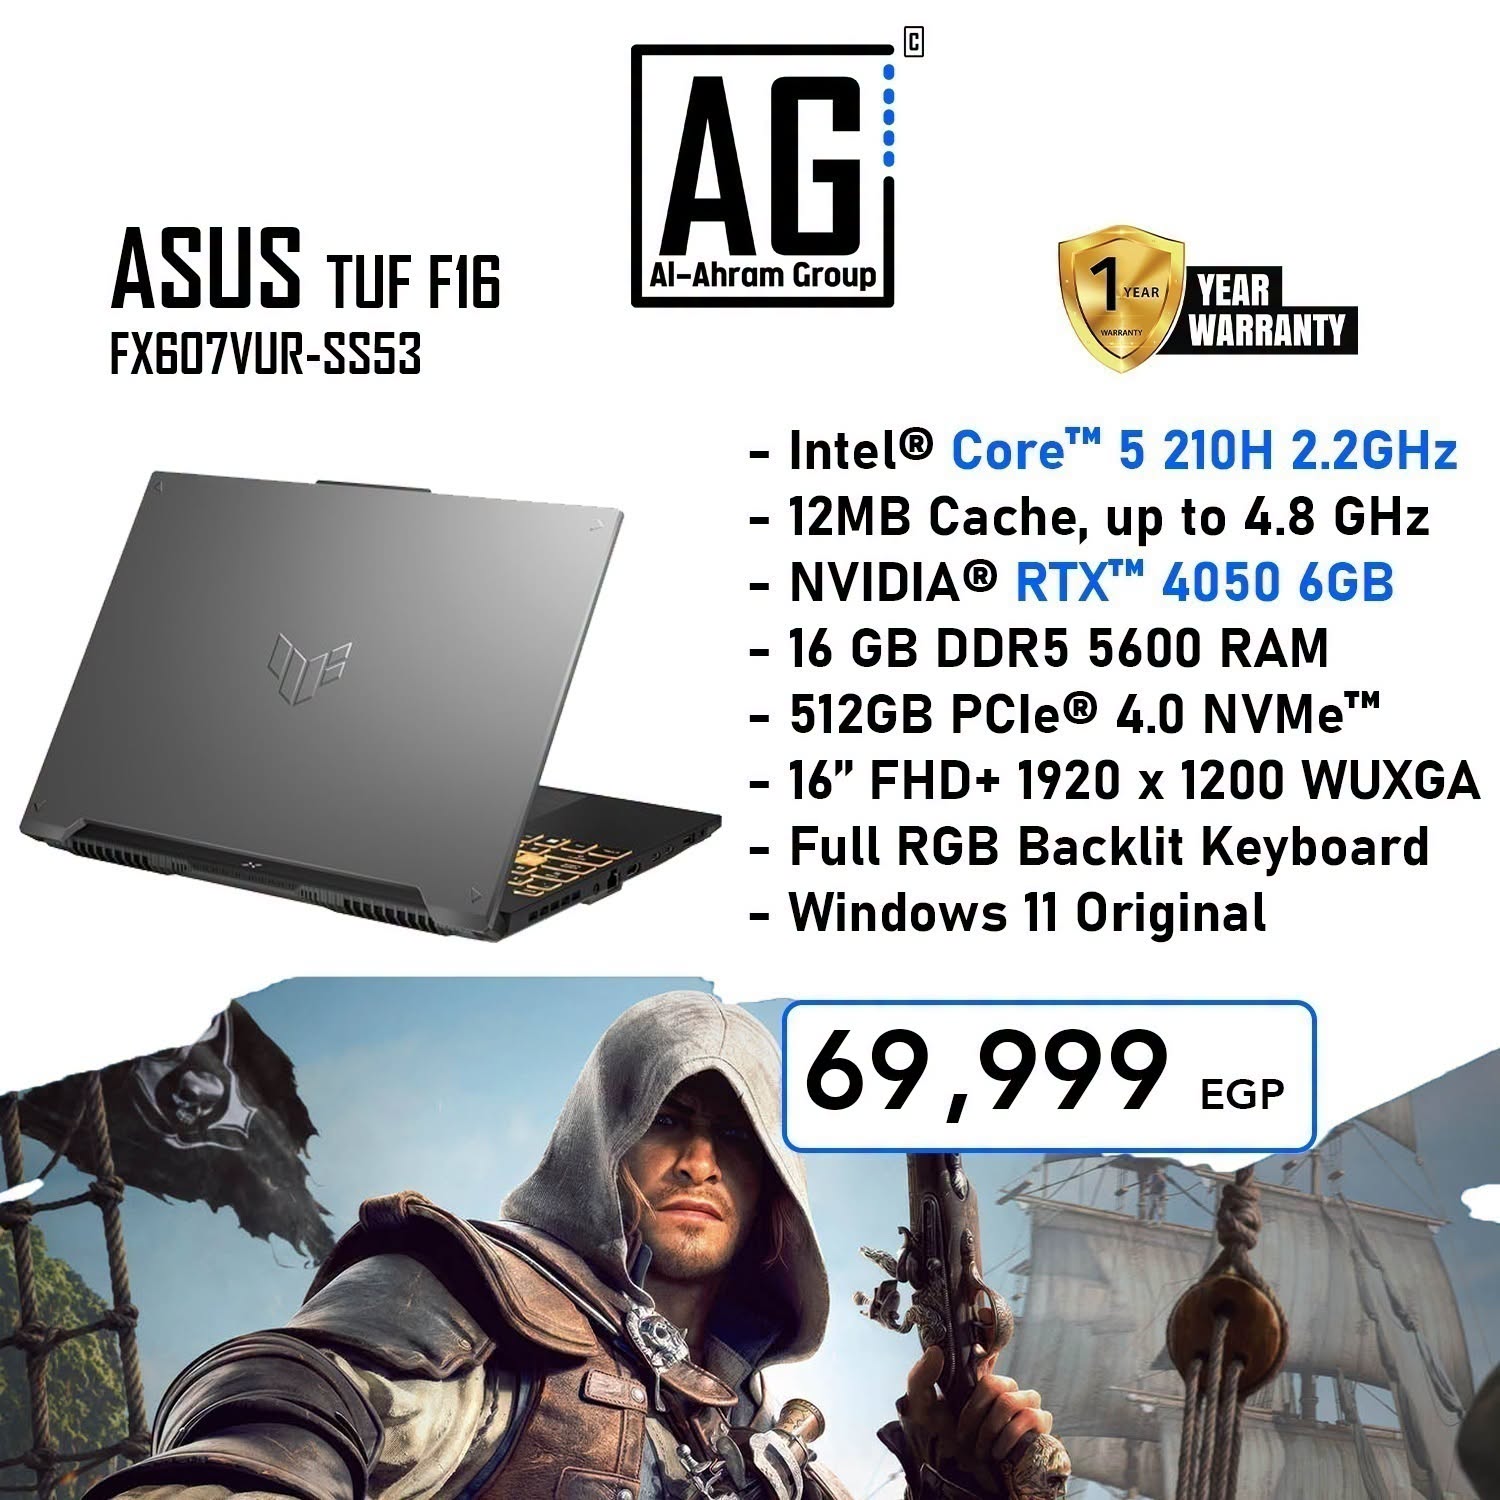 AG
C
Al-Ahram Group
ASUS TUF F16
FX607VUR-SS53
1 YEAR
WARRANTY
YEAR
WARRANTY
- Intel® Core™ 5 210H 2.2GHz
- 12MB Cache, up to 4.8 GHz
- NVIDIA® RTX™ 4050 6GB
- 16 GB DDR5 5600 RAM
- 512GB PCIe® 4.0 NVMe™
- 16” FHD+ 1920 x 1200 WUXGA
- Full RGB Backlit Keyboard
- Windows 11 Original
69,999 EGP